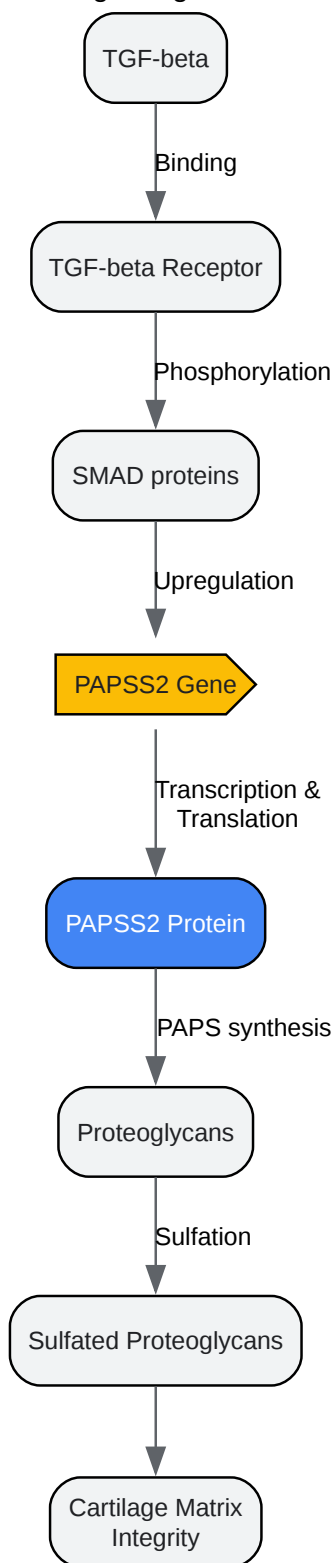 TGF-beta
Binding
TGF-beta Receptor
Phosphorylation
SMAD proteins
Upregulation
PAPSS2 Gene
Transcription &
Translation
PAPSS2 Protein
PAPS synthesis
Proteoglycans
Sulfation
Sulfated Proteoglycans
Cartilage Matrix
Integrity